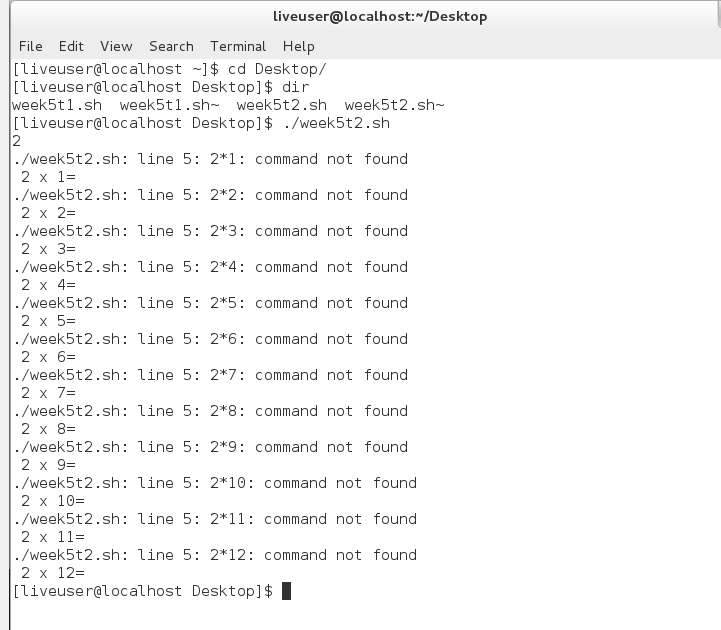 liveuser@localhost:~/Desktop
File Edit View Search Terminal Help
[liveuser@localhost ~]$ cd Desktop/
[liveuser@localhost Desktop]$ dir
week5t1.sh  week5t1.sh~  week5t2.sh  week5t2.sh~
[liveuser@localhost Desktop]$ ./week5t2.sh
2
./week5t2.sh: line 5: 2*1: command not found
 2 x 1=
./week5t2.sh: line 5: 2*2: command not found
 2 x 2=
./week5t2.sh: line 5: 2*3: command not found
 2 x 3=
./week5t2.sh: line 5: 2*4: command not found
 2 x 4=
./week5t2.sh: line 5: 2*5: command not found
 2 x 5=
./week5t2.sh: line 5: 2*6: command not found
 2 x 6=
./week5t2.sh: line 5: 2*7: command not found
 2 x 7=
./week5t2.sh: line 5: 2*8: command not found
 2 x 8=
./week5t2.sh: line 5: 2*9: command not found
 2 x 9=
./week5t2.sh: line 5: 2*10: command not found
 2 x 10=
./week5t2.sh: line 5: 2*11: command not found
 2 x 11=
./week5t2.sh: line 5: 2*12: command not found
 2 x 12=
[liveuser@localhost Desktop]$